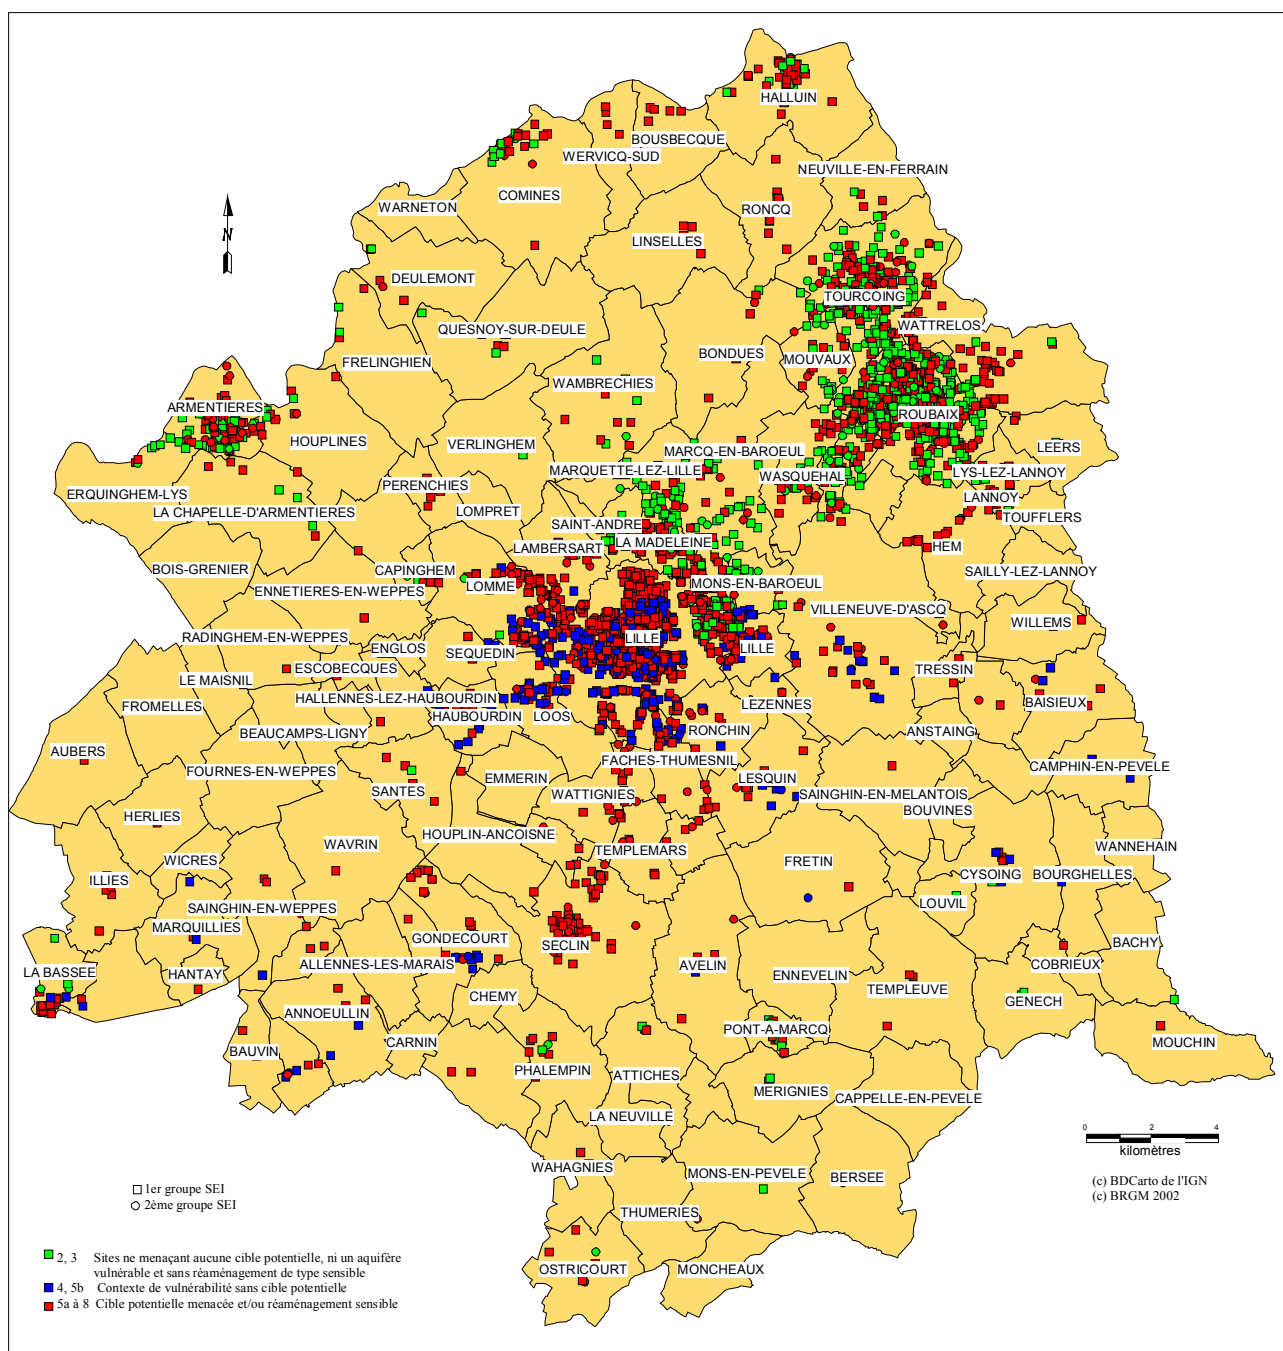 HALLUIN
BOUSBECQUE
WERVICQ-SUD
NEUVILLE-EN-FERRAIN
COMINES
WARNETON
RONCQ
N
LINSELLES
DEULEMONT
TOURCOING
QUESNOY-SUR-DEULE
WATTRELOS
FRELINGHIEN
BONDUES
MOUVAUX
WAMBRECHIES
ARMENTIERES
ROUBAIX
HOUPLINES
VERLINGHEM
MARCQ-EN-BAROEUL
LEERS
MARQUETTE-LEZ-LILLE
WASQUEHAL
LYS-LEZ-LANNOY
PERENCHIES
ERQUINGHEM-LYS
LANNOY
LA CHAPELLE-D'ARMENTIERES
LOMPRET
TOUFFLERS
SAINT-ANDRE
LA MADELEINE
LAMBERSART
HEM
BOIS-GRENIER
CAPINGHEM
SAILLY-LEZ-LANNOY
ENNETIERES-EN-WEPPES
LOMME
MONS-EN-BAROEUL
VILLENEUVE-D'ASCQ
WILLEMS
RADINGHEM-EN-WEPPES
LILLE
ENGLOS
SEQUEDIN
LILLE
ESCOBECQUES
TRESSIN
LE MAISNIL
HALLENNES-LEZ-HAUBOURDIN
LEZENNES
BAISIEUX
FROMELLES
HAUBOURDIN
LOOS
BEAUCAMPS-LIGNY
RONCHIN
ANSTAING
AUBERS
FACHES-THUMESNIL
FOURNES-EN-WEPPES
EMMERIN
LESQUIN
CAMPHIN-EN-PEVELE
SANTES
WATTIGNIES
SAINGHIN-EN-MELANTOIS
BOUVINES
HERLIES
HOUPLIN-ANCOISNE
WAVRIN
TEMPLEMARS
WANNEHAIN
WICRES
FRETIN
ILLIES
CYSOING
BOURGHELLES
SAINGHIN-EN-WEPPES
LOUVIL
MARQUILLIES
GONDECOURT
SECLIN
BACHY
ALLENNES-LES-MARAIS
AVELIN
COBRIEUX
LA BASSEE
HANTAY
ENNEVELIN
TEMPLEUVE
CHEMY
GENECH
ANNOEULLIN
PONT-A-MARCQ
CARNIN
MOUCHIN
BAUVIN
PHALEMPIN
ATTICHES
MERIGNIES
CAPPELLE-EN-PEVELE
LA NEUVILLE
0 2 4
kilomètres
WAHAGNIES
MONS-EN-PEVELE
BERSEE
(c) BDCarto de l'IGN
(c) BRGM 2002
1er groupe SEI
2ème groupe SEI
THUMERIES
2, 3 Sites ne menaçant aucune cible potentielle, ni un aquifère
vulnérable et sans réaménagement de type sensible
OSTRICOURT
MONCHEAUX
4, 5b Contexte de vulnérabilité sans cible potentielle
5a à 8 Cible potentielle menacée et/ou réaménagement sensible